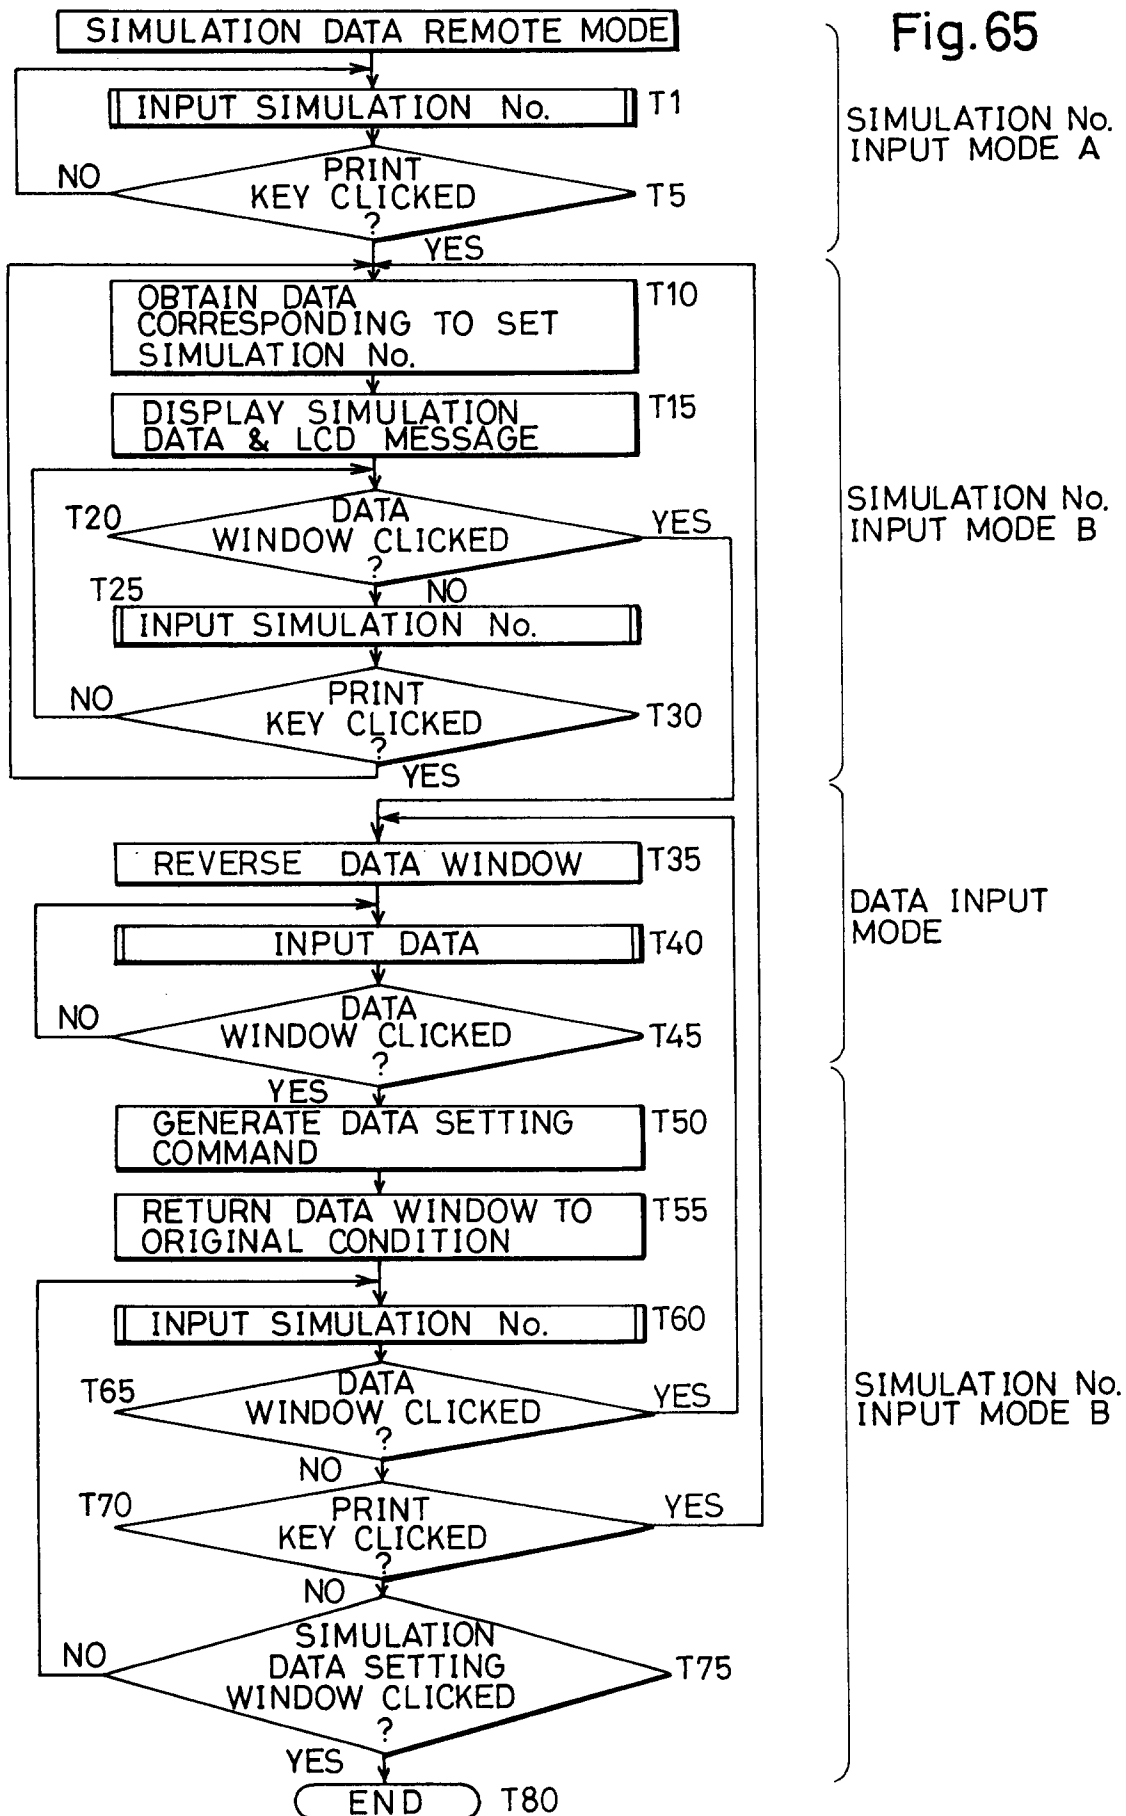 Fig.65
SIMULATION DATA REMOTE MODE
INPUT SIMULATION No. T1
SIMULATION No.
INPUT MODE A
PRINT
KEY CLICKED
?
NO
T5
YES
OBTAIN DATA
CORRESPONDING TO SET
SIMULATION No.
T10
DISPLAY SIMULATION
DATA & LCD MESSAGE
T15
SIMULATION No.
INPUT MODE B
T20
DATA
WINDOW CLICKED
?
YES
NO
T25
INPUT SIMULATION No.
PRINT
KEY CLICKED
?
NO
T30
YES
REVERSE DATA WINDOW T35
DATA INPUT
MODE
INPUT DATA T40
DATA
WINDOW CLICKED
?
NO
T45
YES
GENERATE DATA SETTING
COMMAND
T50
RETURN DATA WINDOW TO
ORIGINAL CONDITION
T55
INPUT SIMULATION No. T60
T65
DATA
WINDOW CLICKED
?
YES
NO
SIMULATION No.
INPUT MODE B
T70
PRINT
KEY CLICKED
?
YES
NO
SIMULATION
DATA SETTING
WINDOW CLICKED
?
NO
T75
YES
END T80